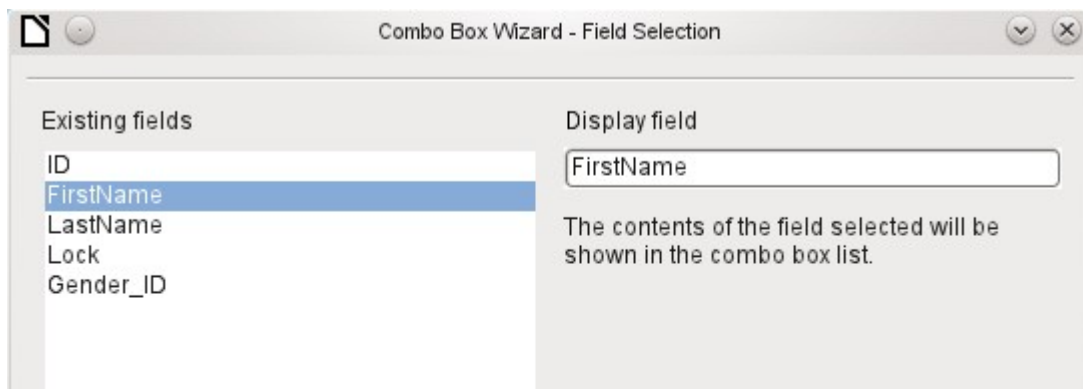 Combo Box Wizard - Field Selection
Existing fields
ID
FirstName
LastName
Lock
Gender_ID
Display field
FirstName
The contents of the field selected will be
shown in the combo box list.